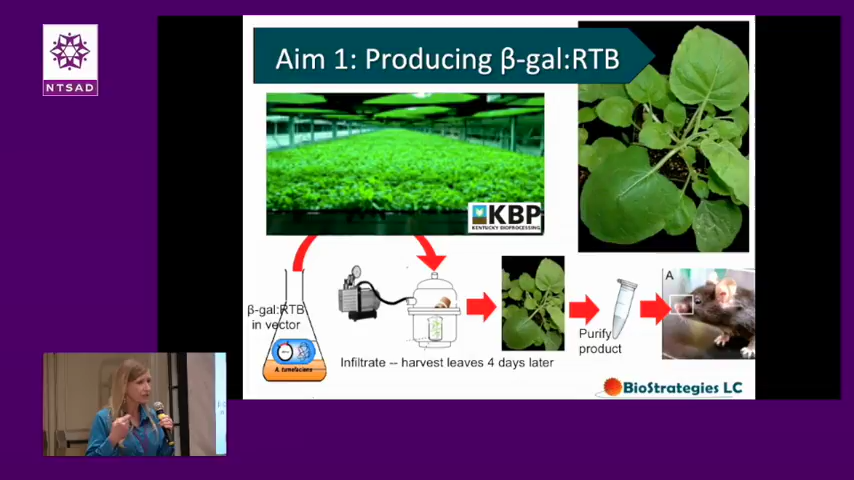 NTSAD
Aim 1: Producing β-gal:RTB
KBP
KENTUCKY BIOPROCESSING
β-gal:RTB
in vector
A. tumefaciens
Infiltrate -- harvest leaves 4 days later
Purify
product
A
BioStrategies LC